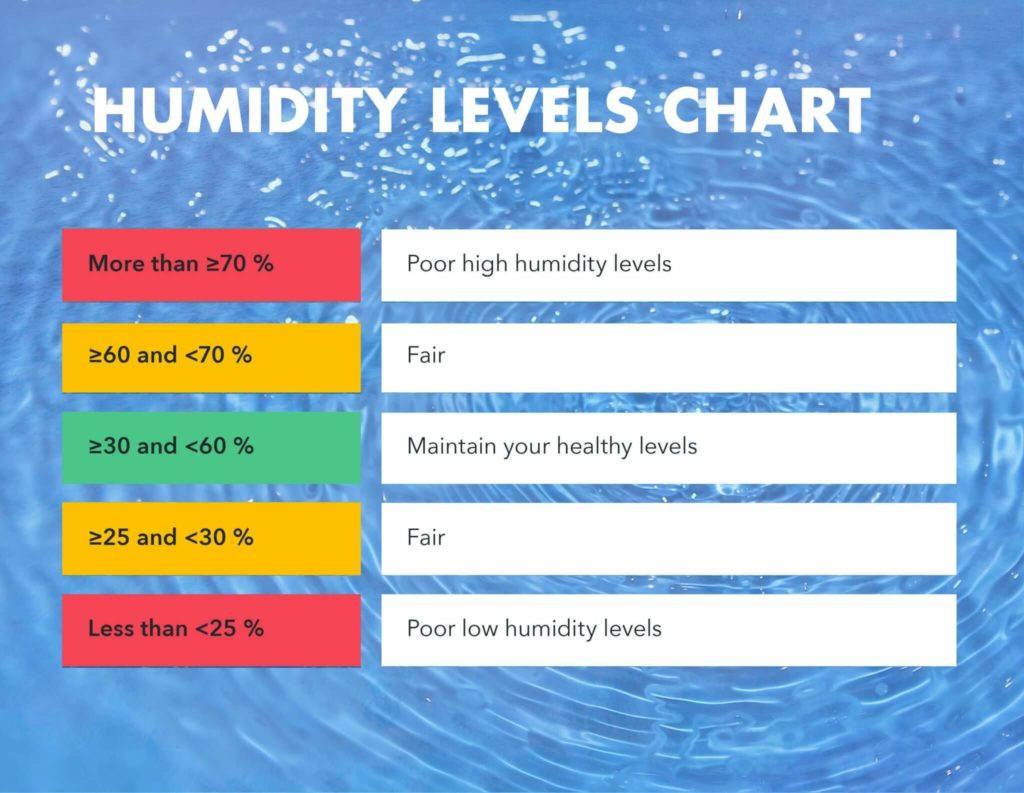 HUMIDITY LEVELS CHART
More than ≥70 %
Poor high humidity levels
≥60 and <70 %
Fair
≥30 and <60 %
Maintain your healthy levels
≥25 and <30 %
Fair
Less than <25 %
Poor low humidity levels